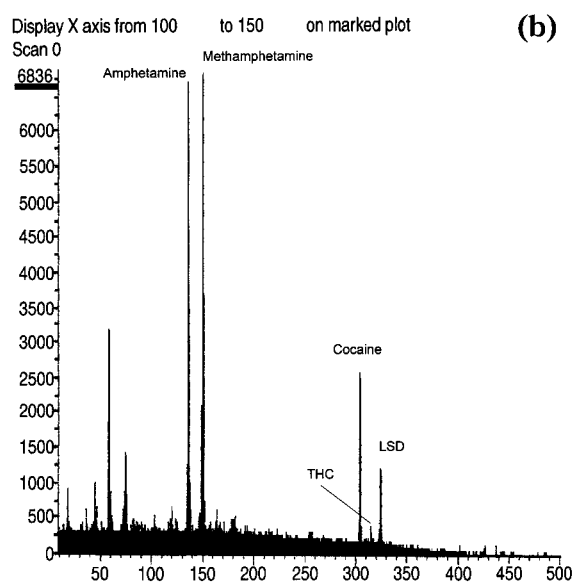 Display X axis from 100 to 150 on marked plot
(b)
Scan 0
Methamphetamine
Amphetamine
6836
6000
5500
5000
4500
4000
3500
3000
Cocaine
2500
2000
1500
LSD
1000
THC
500
0
50 100 150 200 250 300 350 400 450 500